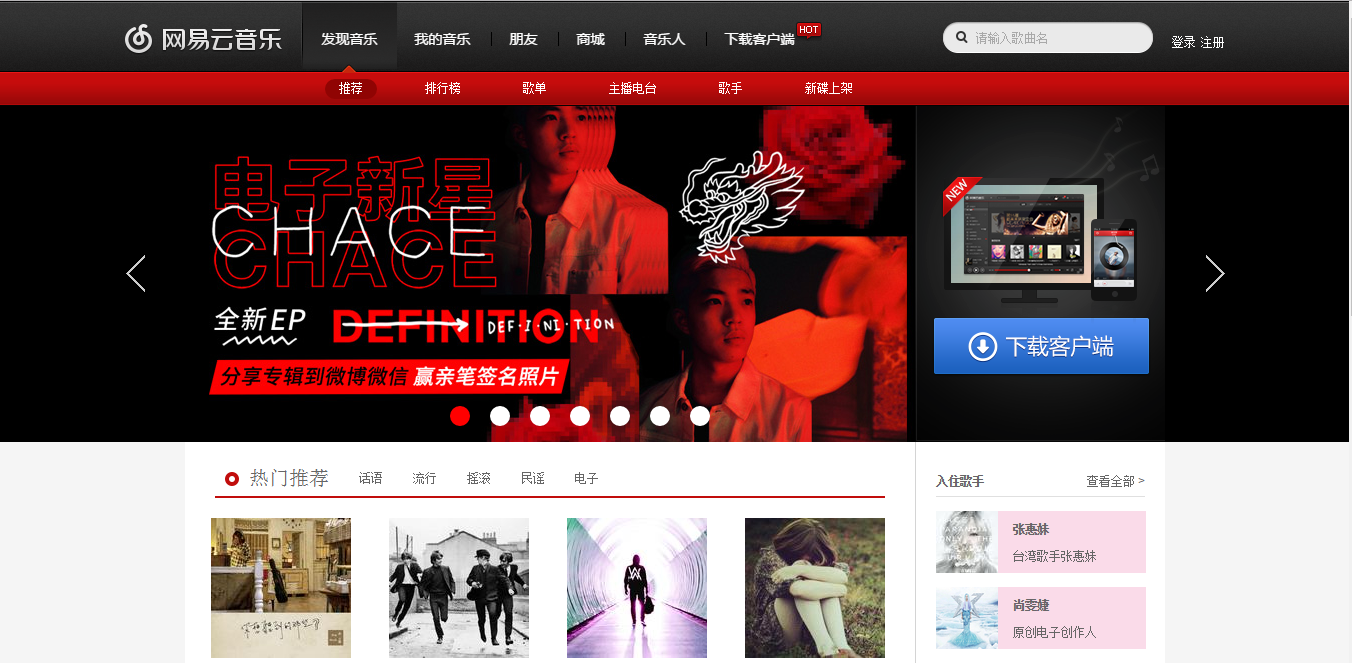 网易云音乐
发现音乐 我的音乐 朋友 商城 音乐人 下载客户端 HOT
请输入歌曲名
登录 注册
推荐 排行榜 歌单 主播电台 歌手 新碟上架
电子新星
CHACE
CHACE
全新EP DEFINITION DEF·I·NI·TION
分享专辑到微博微信 赢亲笔签名照片
NEW
下载客户端
热门推荐 话语 流行 摇滚 民谣 电子
入住歌手 查看全部 >
张惠妹
台湾歌手张惠妹
尚雯婕
原创电子创作人